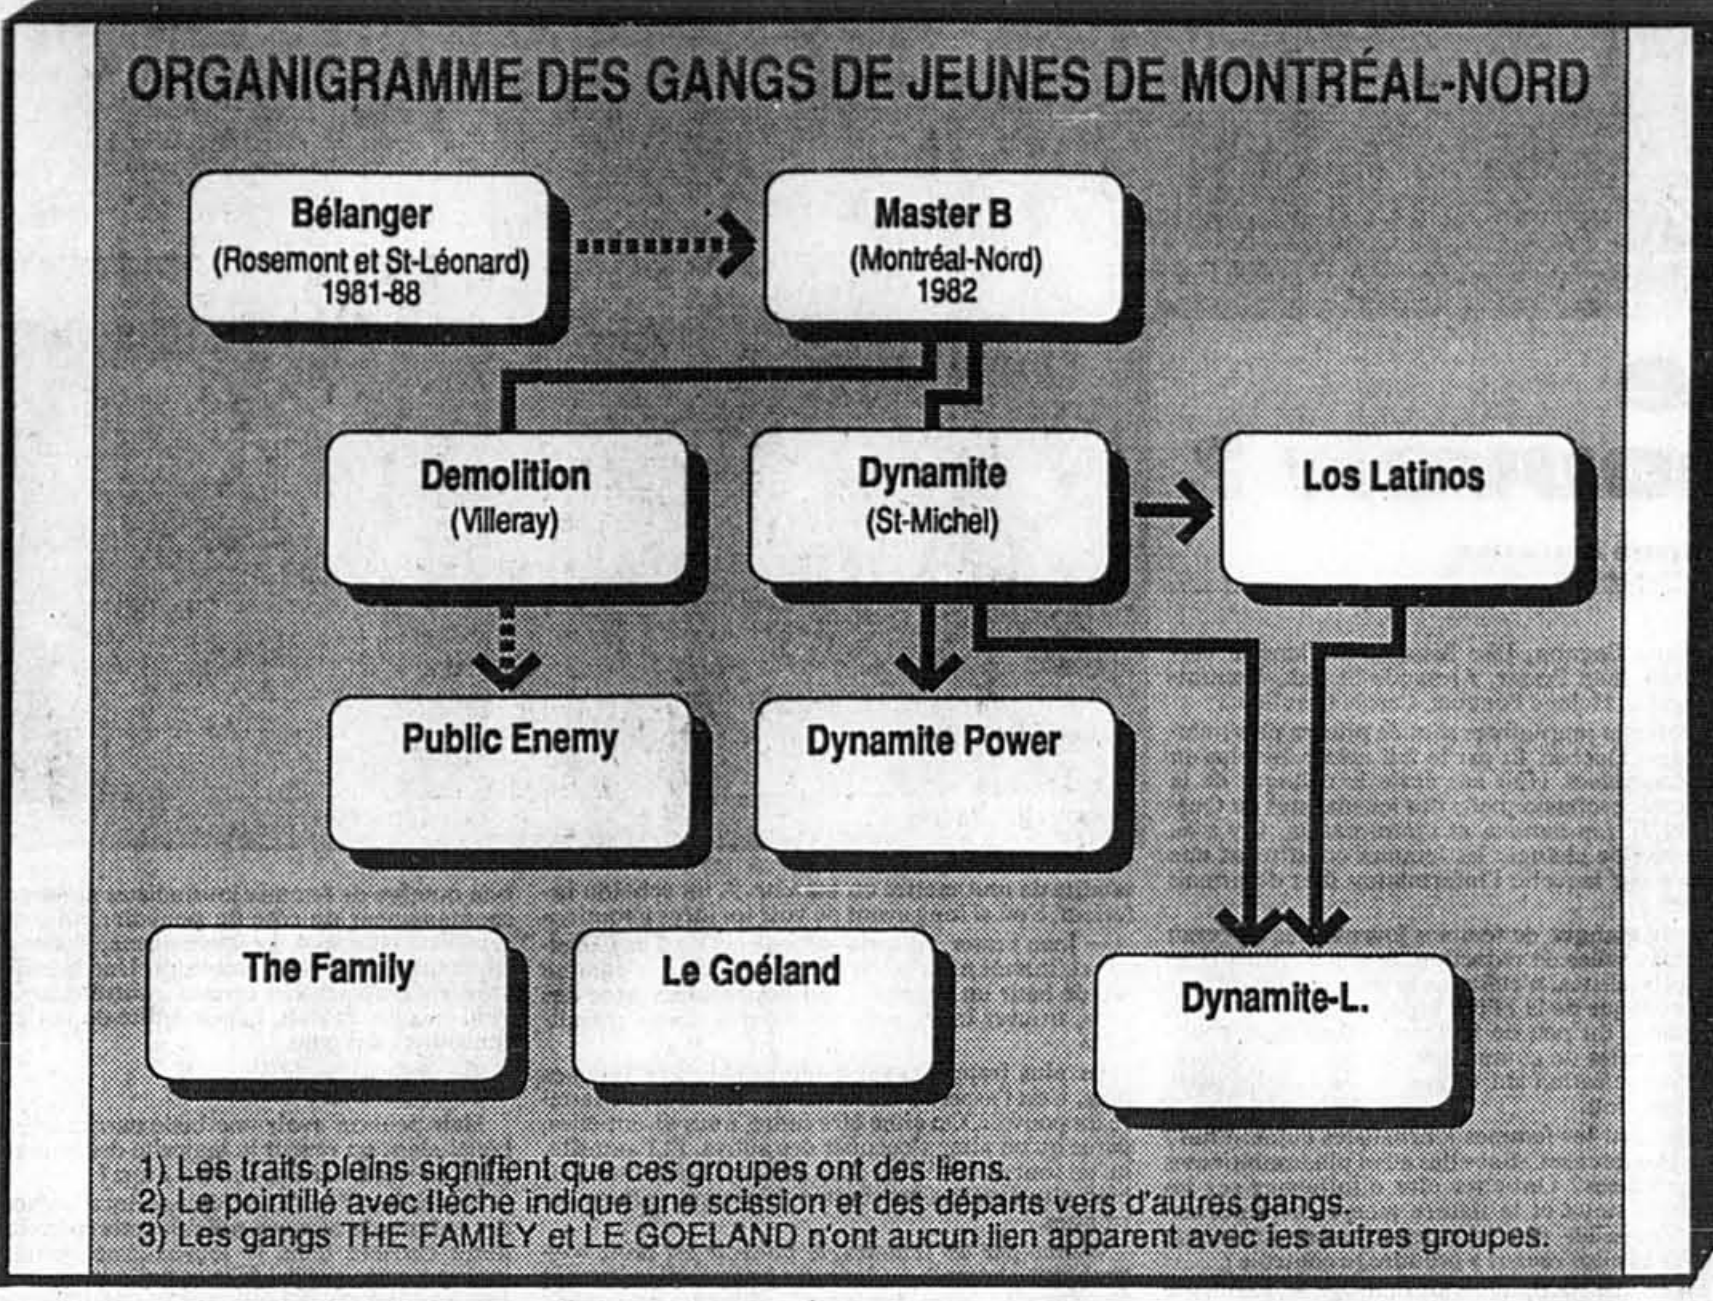 ORGANIGRAMME DES GANGS DE JEUNES DE MONTRÉAL-NORD
Bélanger
(Rosemont et St-Léonard)
1981-88
Master B
(Montréal-Nord)
1982
Demolition
(Villeray)
Dynamite
(St-Michel)
Los Latinos
Public Enemy
Dynamite Power
The Family
Le Goéland
Dynamite-L.
1) Les traits pleins signifient que ces groupes ont des liens.
2) Le pointillé avec flèche indique une scission et des départs vers d'autres gangs.
3) Les gangs THE FAMILY et LE GOELAND n'ont aucun lien apparent avec les autres groupes.